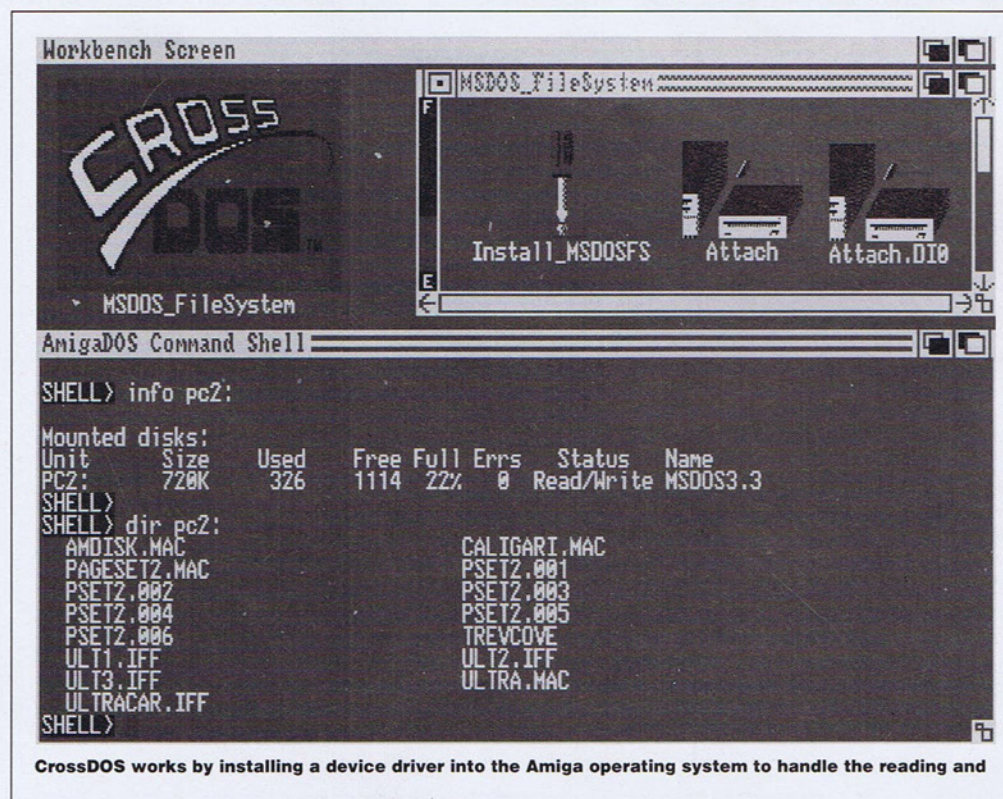 Workbench Screen
CROSS
DOS TM
MSDOS_FileSystem
MSDOS_FileSystem
F
E
Install_MSDOSFS Attach Attach.DI0
AmigaDOS Command Shell
SHELL> info pc2:
Mounted disks:
Unit Size Used Free Full Errs Status Name
PC2: 720K 326 1114 22% 0 Read/Write MSDOS3.3
SHELL>
SHELL> dir pc2:
AMDISK.MAC CALIGARI.MAC
PAGESET2.MAC PSET2.001
PSET2.002 PSET2.003
PSET2.004 PSET2.005
PSET2.006 TREVCOVE
ULT1.IFF ULT2.IFF
ULT3.IFF ULTRA.MAC
ULTRACAR.IFF
SHELL>
CrossDOS works by installing a device driver into the Amiga operating system to handle the reading and